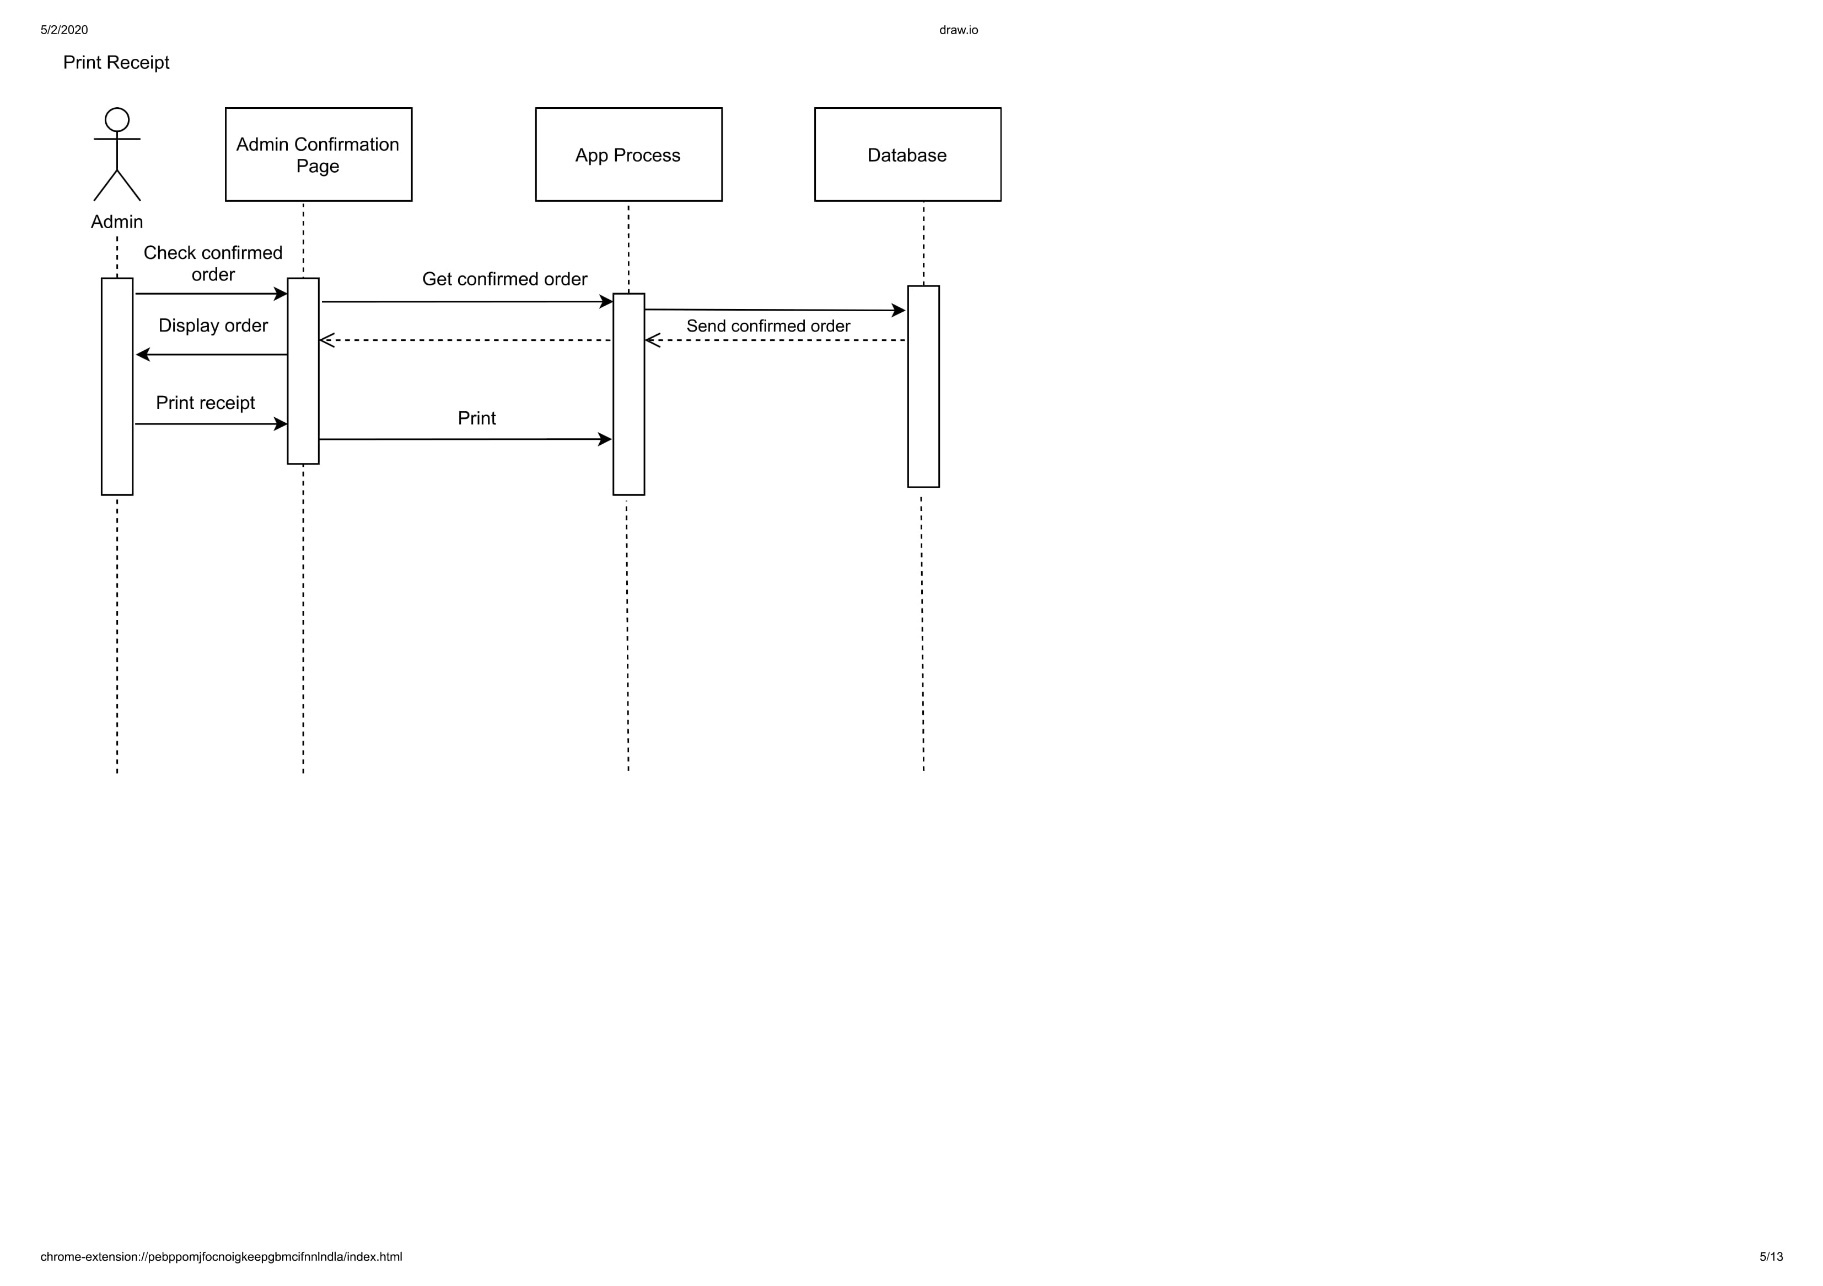 5/2/2020
draw.io
Print Receipt
Admin Confirmation
Page
App Process
Database
Admin
Check confirmed
order
Get confirmed order
Display order
Send confirmed order
Print receipt
Print
chrome-extension://pebppomjfocnoigkeepgbmcifnnlndla/index.html
5/13